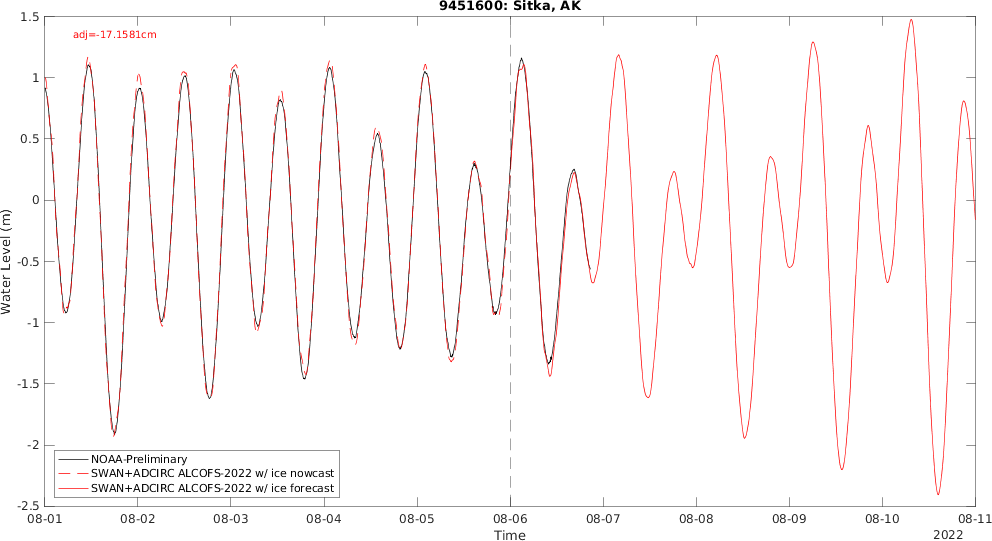 9451600: Sitka, AK
adj=-17.1581cm
1.5
1
0.5
0
-0.5
-1
-1.5
-2
-2.5
Water Level (m)
NOAA-Preliminary
SWAN+ADCIRC ALCOFS-2022 w/ ice nowcast
SWAN+ADCIRC ALCOFS-2022 w/ ice forecast
08-01 08-02 08-03 08-04 08-05 08-06 08-07 08-08 08-09 08-10 08-11
Time
2022